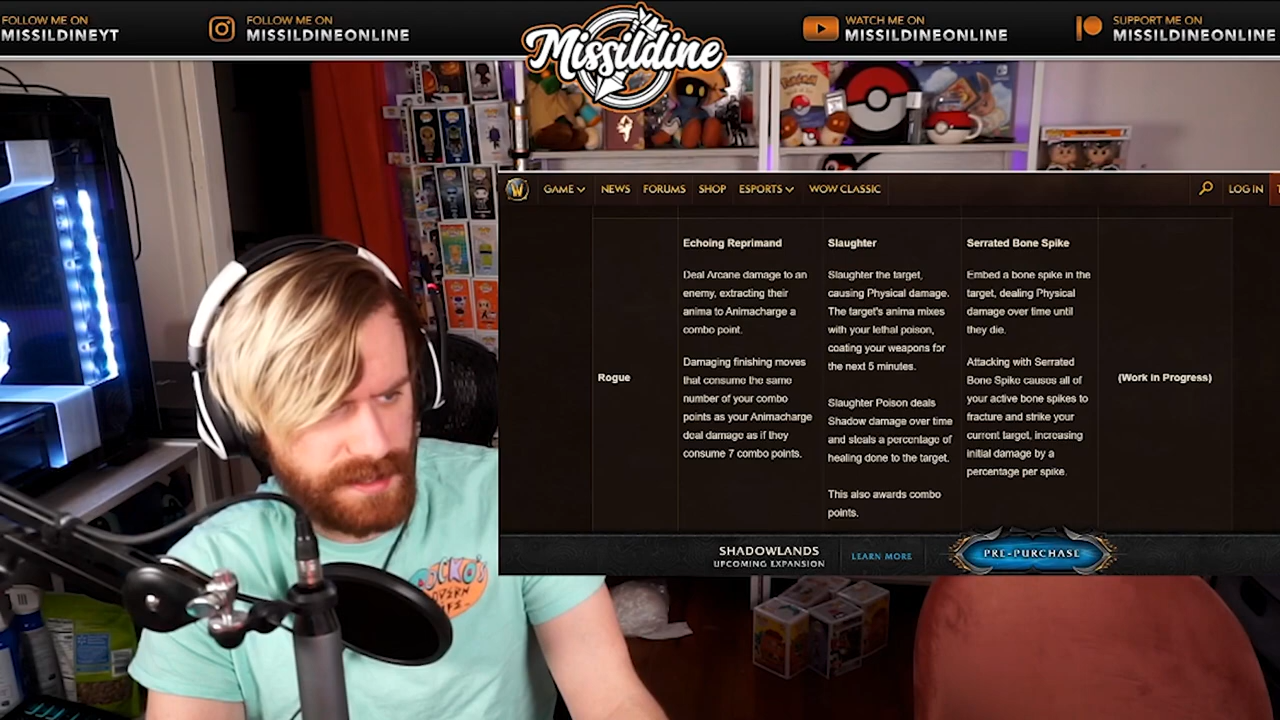 FOLLOW ME ON
MISSILDINEYT
FOLLOW ME ON
MISSILDINEONLINE
Missildine
WATCH ME ON
MISSILDINEONLINE
SUPPORT ME ON
MISSILDINEONLINE
GAME NEWS FORUMS SHOP ESPORTS WOW CLASSIC LOG IN
Rogue
Echoing Reprimand
Deal Arcane damage to an
enemy, extracting their
anima to Animacharge a
combo point.
Damaging finishing moves
that consume the same
number of your combo
points as your Animacharge
deal damage as if they
consume 7 combo points.
Slaughter
Slaughter the target,
causing Physical damage.
The target's anima mixes
with your lethal poison,
coating your weapons for
the next 5 minutes.
Slaughter Poison deals
Shadow damage over time
and steals a percentage of
healing done to the target.
This also awards combo
points.
Serrated Bone Spike
Embed a bone spike in the
target, dealing Physical
damage over time until
they die.
Attacking with Serrated
Bone Spike causes all of
your active bone spikes to
fracture and strike your
current target, increasing
initial damage by a
percentage per spike.
(Work in Progress)
SHADOWLANDS
UPCOMING EXPANSION
LEARN MORE
PRE-PURCHASE